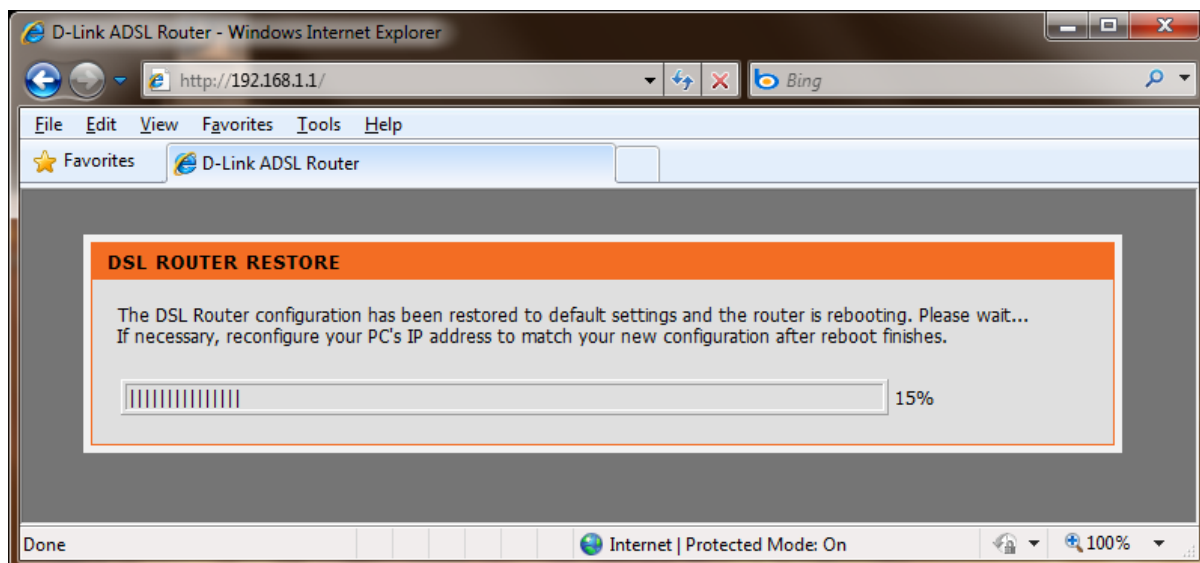 D-Link ADSL Router - Windows Internet Explorer
http://192.168.1.1/
Bing
File Edit View Favorites Tools Help
Favorites
D-Link ADSL Router
DSL ROUTER RESTORE
The DSL Router configuration has been restored to default settings and the router is rebooting. Please wait...
If necessary, reconfigure your PC's IP address to match your new configuration after reboot finishes.
15%
Done
Internet | Protected Mode: On
100%